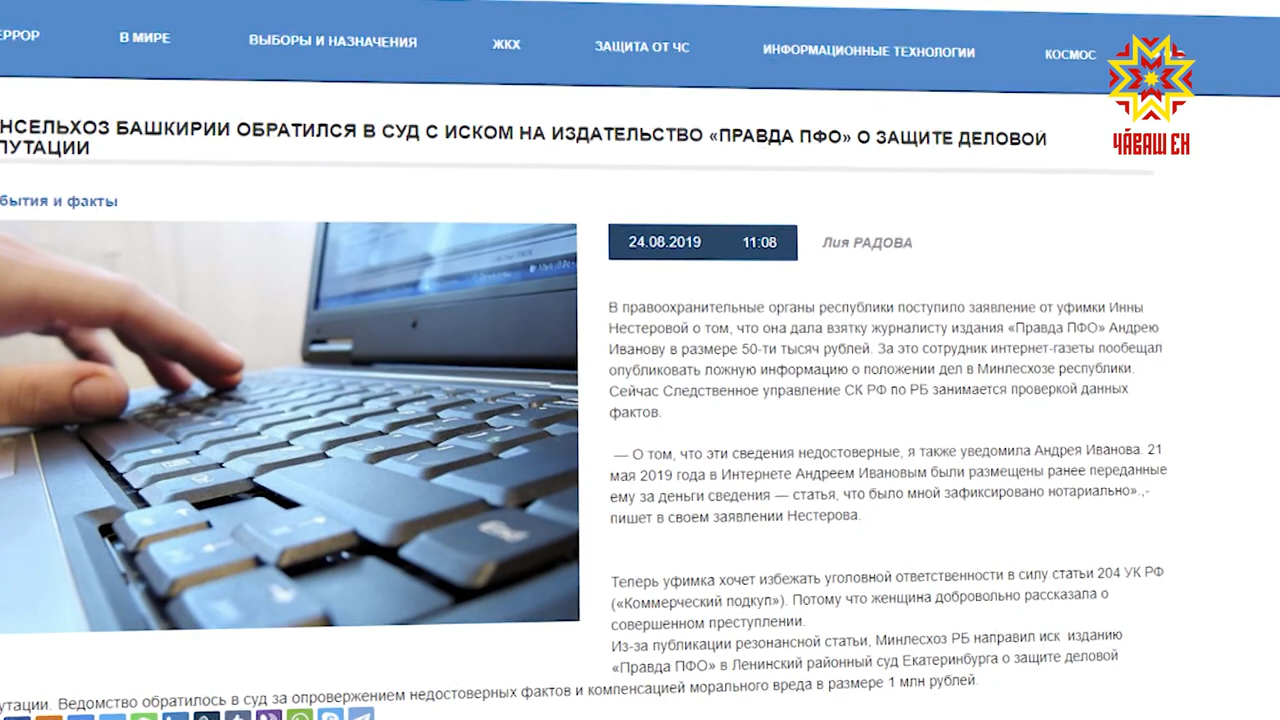 ЕРРОР В МИРЕ ВЫБОРЫ И НАЗНАЧЕНИЯ ЖКХ ЗАЩИТА ОТ ЧС ИНФОРМАЦИОННЫЕ ТЕХНОЛОГИИ КОСМОС
ЧӐВАШ ЕН
НСЕЛЬХОЗ БАШКИРИИ ОБРАТИЛСЯ В СУД С ИСКОМ НА ИЗДАТЕЛЬСТВО «ПРАВДА ПФО» О ЗАЩИТЕ ДЕЛОВОЙ
ПУТАЦИИ
бытия и факты
24.08.2019 11:08 Лия РАДОВА
В правоохранительные органы республики поступило заявление от уфимки Инны
Нестеровой о том, что она дала взятку журналисту издания «Правда ПФО» Андрею
Иванову в размере 50-ти тысяч рублей. За это сотрудник интернет-газеты пообещал
опубликовать ложную информацию о положении дел в Минлесхозе республики.
Сейчас Следственное управление СК РФ по РБ занимается проверкой данных
фактов.
— О том, что эти сведения недостоверные, я также уведомила Андрея Иванова. 21
мая 2019 года в Интернете Андреем Ивановым были размещены ранее переданные
ему за деньги сведения — статья, что было мной зафиксировано нотариально».,-
пишет в своем заявлении Нестерова.
Теперь уфимка хочет избежать уголовной ответственности в силу статьи 204 УК РФ
(«Коммерческий подкуп»). Потому что женщина добровольно рассказала о
совершенном преступлении.
Из-за публикации резонансной статьи, Минлесхоз РБ направил иск изданию
«Правда ПФО» в Ленинский районный суд Екатеринбурга о защите деловой
путации. Ведомство обратилось в суд за опровержением недостоверных фактов и компенсацией морального вреда в размере 1 млн рублей.